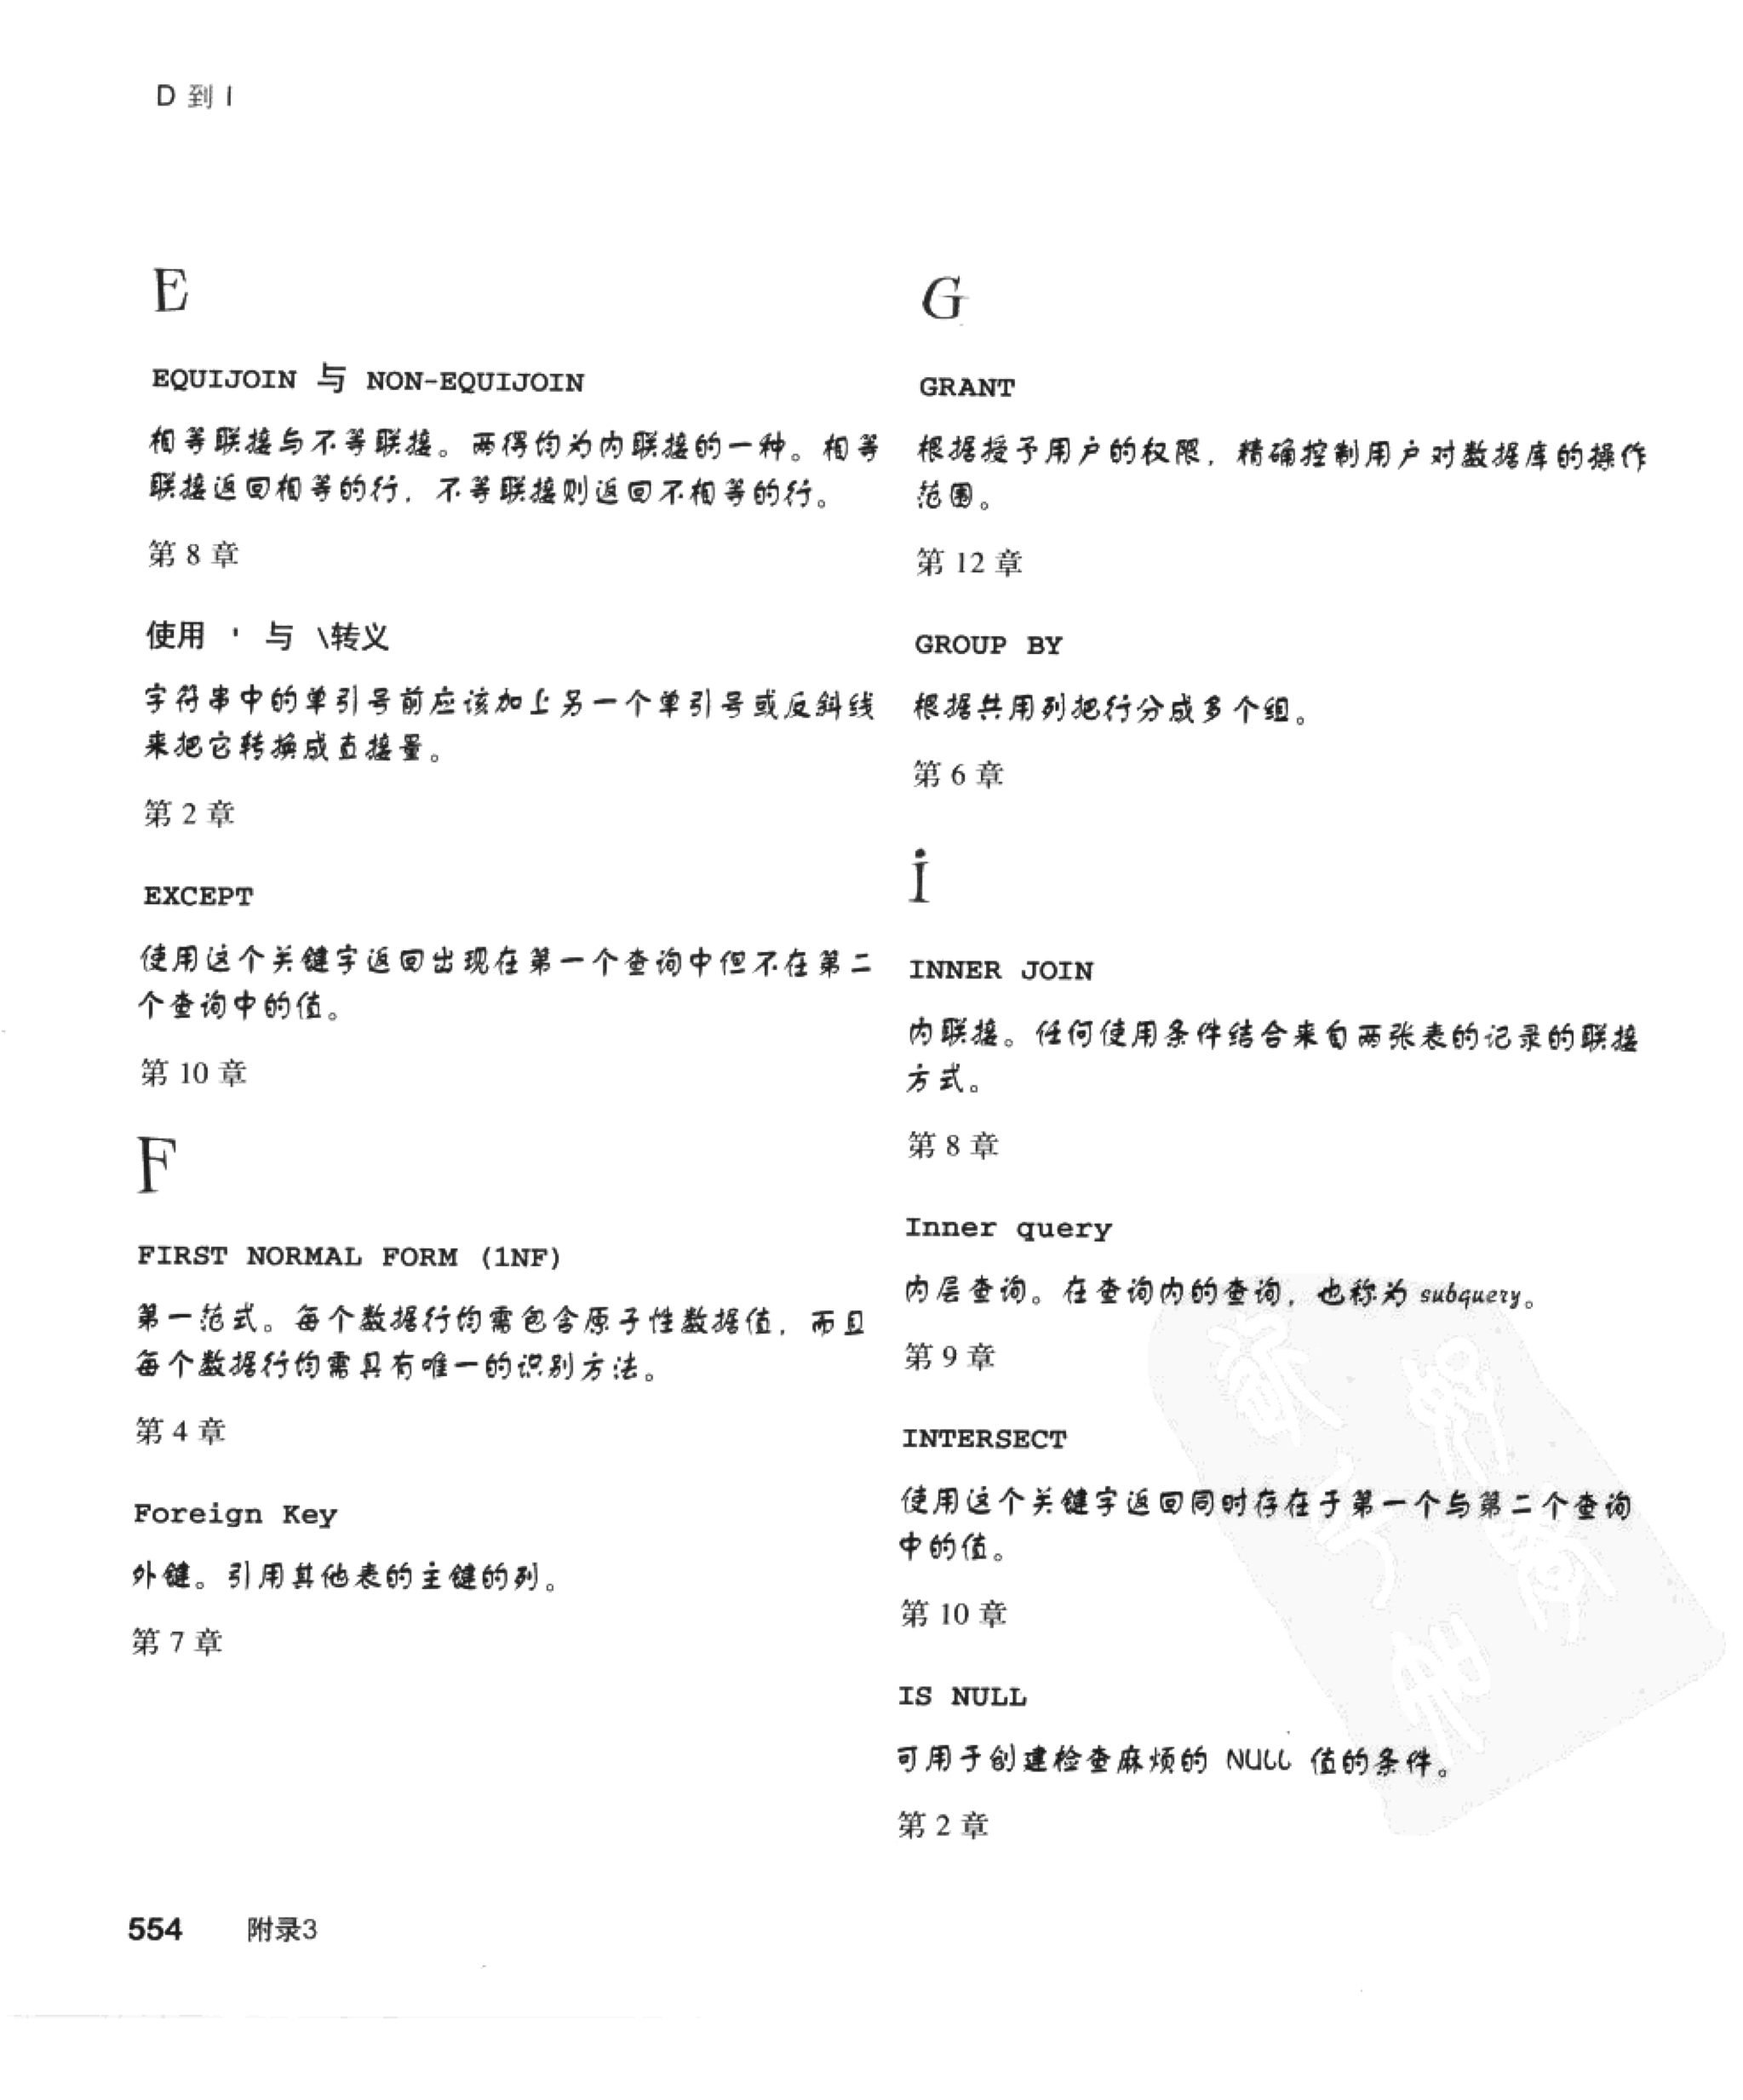 D 到 I
E
EQUIJOIN 与 NON-EQUIJOIN
相等联接与不等联接。两得均为内联接的一种。相等
联接返回相等的行，不等联接则返回不相等的行。
第 8 章
使用 ' 与 \转义
字符串中的单引号前应该加上另一个单引号或反斜线
来把它转换成直接量。
第 2 章
EXCEPT
使用这个关键字返回出现在第一个查询中但不在第二
个查询中的值。
第 10 章
F
FIRST NORMAL FORM (1NF)
第一范式。每个数据行均需包含原子性数据值，而且
每个数据行均需具有唯一的识别方法。
第 4 章
Foreign Key
外键。引用其他表的主键的列。
第 7 章
G
GRANT
根据授予用户的权限，精确控制用户对数据库的操作
范围。
第 12 章
GROUP BY
根据共用列把行分成多个组。
第 6 章
i
INNER JOIN
内联接。任何使用条件结合来自两张表的记录的联接
方式。
第 8 章
Inner query
内层查询。在查询内的查询，也称为 subquery。
第 9 章
INTERSECT
使用这个关键字返回同时存在于第一个与第二个查询
中的值。
第 10 章
IS NULL
可用于创建检查麻烦的 NULL 值的条件。
第 2 章
554 附录3